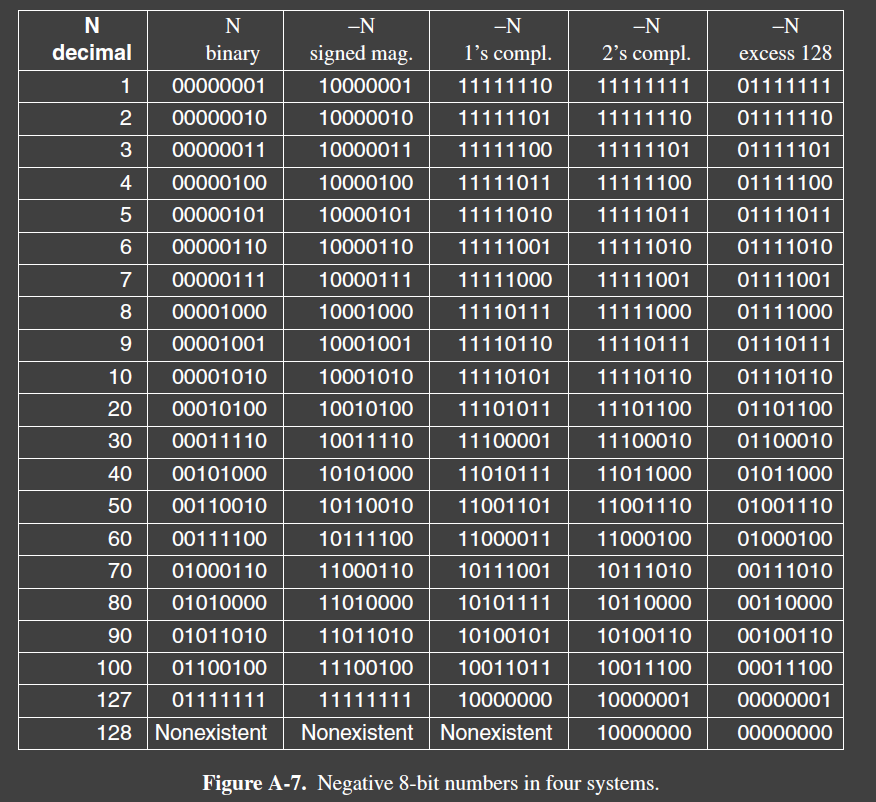 N N –N –N –N –N
decimal binary signed mag. 1's compl. 2's compl. excess 128
1 00000001 10000001 11111110 11111111 01111111
2 00000010 10000010 11111101 11111110 01111110
3 00000011 10000011 11111100 11111101 01111101
4 00000100 10000100 11111011 11111100 01111100
5 00000101 10000101 11111010 11111011 01111011
6 00000110 10000110 11111001 11111010 01111010
7 00000111 10000111 11111000 11111001 01111001
8 00001000 10001000 11110111 11111000 01111000
9 00001001 10001001 11110110 11110111 01110111
10 00001010 10001010 11110101 11110110 01110110
20 00010100 10010100 11101011 11101100 01101100
30 00011110 10011110 11100001 11100010 01100010
40 00101000 10101000 11010111 11011000 01011000
50 00110010 10110010 11001101 11001110 01001110
60 00111100 10111100 11000011 11000100 01000100
70 01000110 11000110 10111001 10111010 00111010
80 01010000 11010000 10101111 10110000 00110000
90 01011010 11011010 10100101 10100110 00100110
100 01100100 11100100 10011011 10011100 00011100
127 01111111 11111111 10000000 10000001 00000001
128 Nonexistent Nonexistent Nonexistent 10000000 00000000
Figure A-7. Negative 8-bit numbers in four systems.